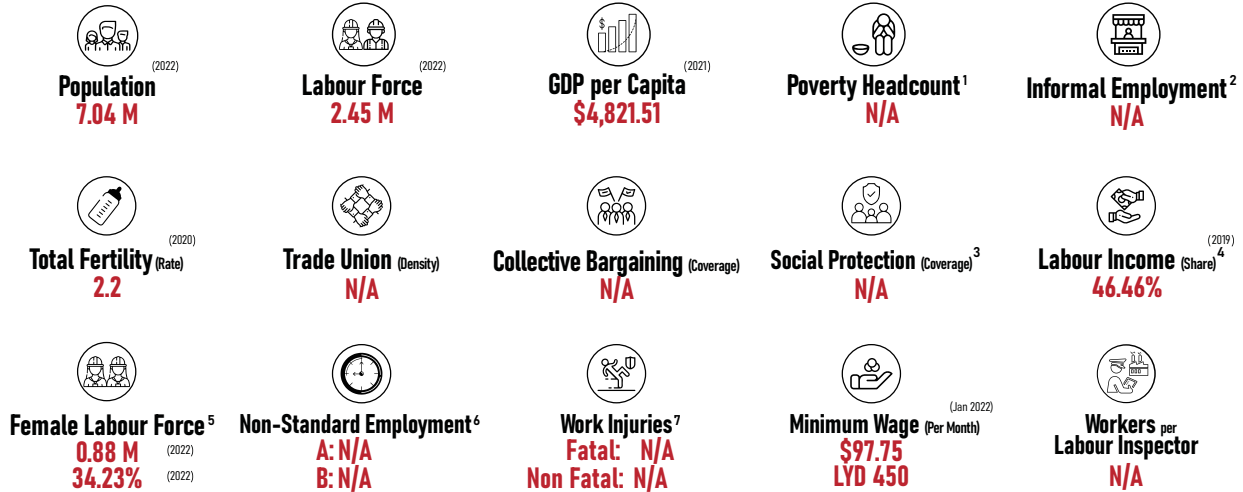 (2022)
Population
7.04 M
(2022)
Labour Force
2.45 M
$
(2021)
GDP per Capita
$4,821.51
Poverty Headcount 1
N/A
Informal Employment 2
N/A
(2020)
Total Fertility (Rate)
2.2
Trade Union (Density)
N/A
Collective Bargaining (Coverage)
N/A
Social Protection (Coverage) 3
N/A
(2019)
Labour Income (Share) 4
46.46%
Female Labour Force 5
0.88 M (2022)
34.23% (2022)
Non-Standard Employment 6
A: N/A
B: N/A
Work Injuries 7
Fatal: N/A
Non Fatal: N/A
(Jan 2022)
Minimum Wage (Per Month)
$97.75
LYD 450
Workers per
Labour Inspector
N/A